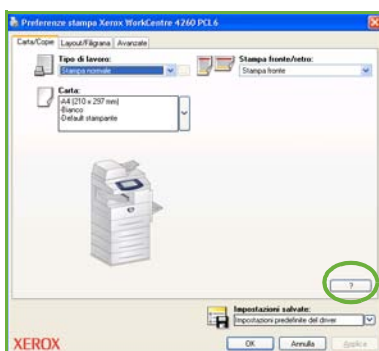 Preferenze stampa Xerox WorkCentre 4260 PCL6
Carta/Copie Layout/Filigrana Avanzate
Tipo di lavoro:
Stampa normale
Stampa fronte/retro:
Stampa fronte
Carta:
-A4 (210 x 297 mm)
-Bianco
-Default stampante
?
Impostazioni salvate:
Impostazioni predefinite del driver
XEROX
OK Annulla Applica